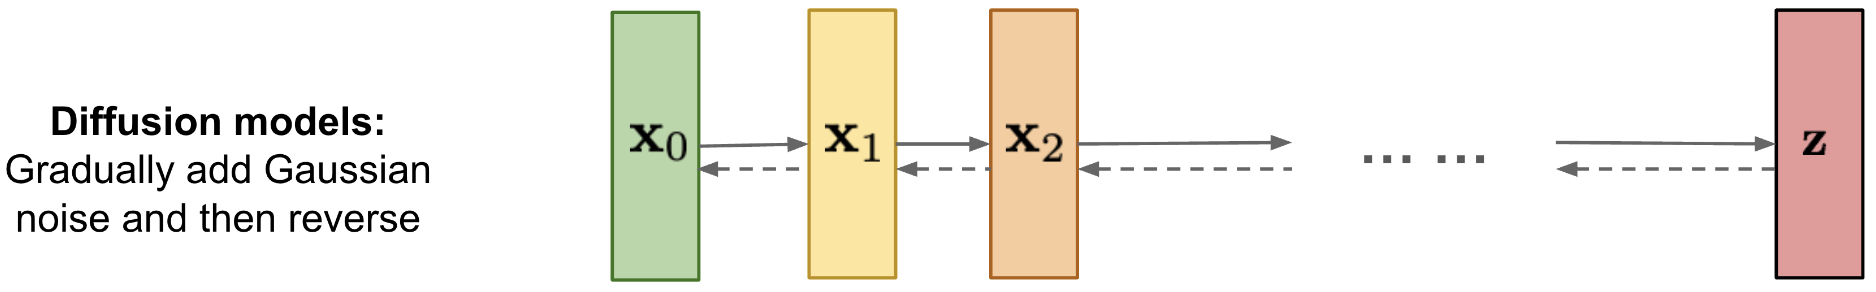 Diffusion models:
Gradually add Gaussian
noise and then reverse
x₀
x₁
x₂
... ...
z